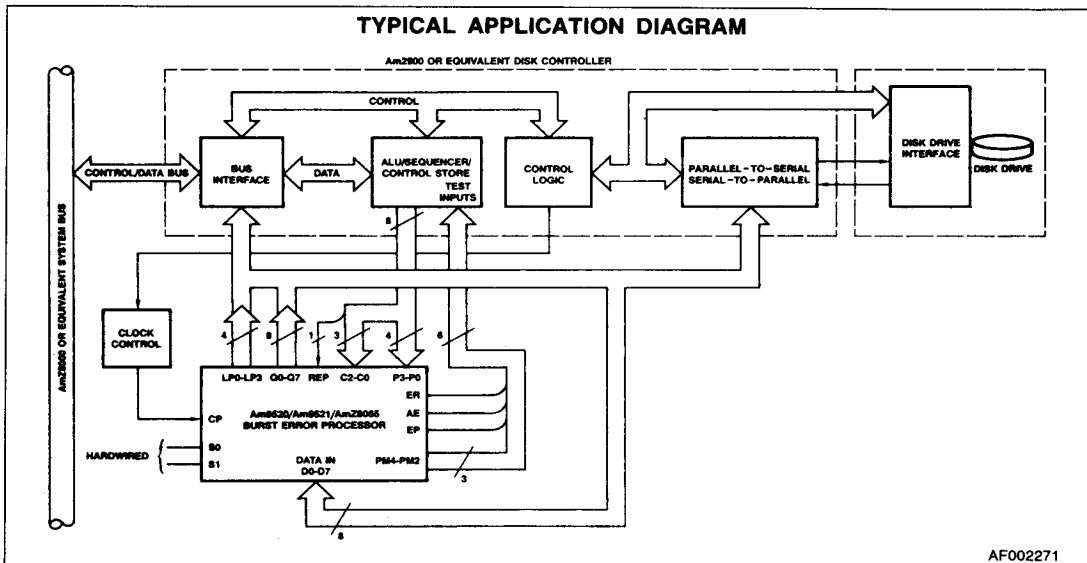 TYPICAL APPLICATION DIAGRAM
Am2900 OR EQUIVALENT DISK CONTROLLER
CONTROL
AmZ8000 OR EQUIVALENT SYSTEM BUS
CONTROL/DATA BUS
BUS
INTERFACE
DATA
ALU/SEQUENCER/
CONTROL STORE
TEST
INPUTS
CONTROL
LOGIC
PARALLEL-TO-SERIAL
SERIAL-TO-PARALLEL
DISK DRIVE
INTERFACE
DISK DRIVE
8
CLOCK
CONTROL
4
8
1
3
4
6
LP0-LP3
Q0-Q7
REP
C2-C0
P3-P0
ER
AE
EP
PM4-PM2
3
CP
Am9520/Am9521/AmZ8065
BURST ERROR PROCESSOR
HARDWIRED
S0
S1
DATA IN
D0-D7
8
AF002271